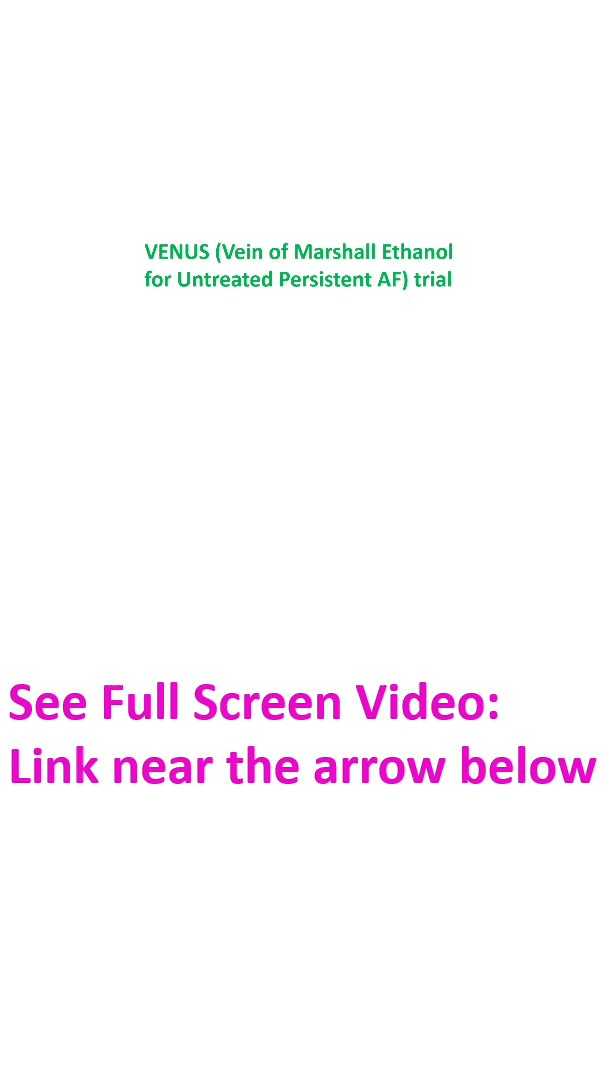 VENUS (Vein of Marshall Ethanol
for Untreated Persistent AF) trial
See Full Screen Video:
Link near the arrow below